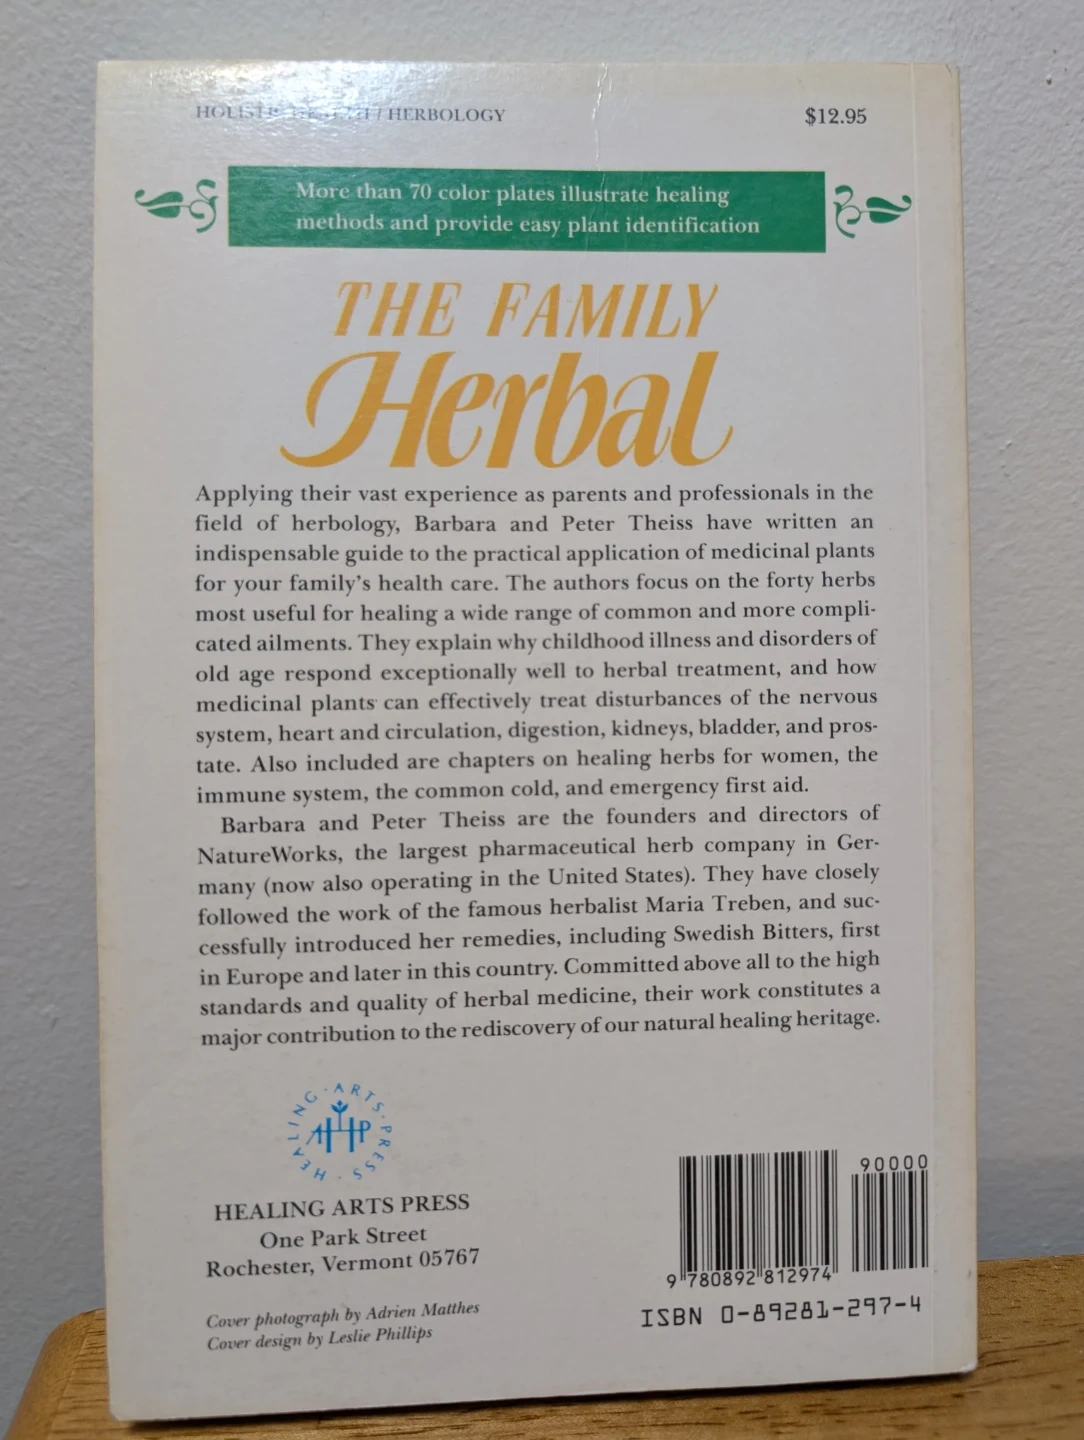 HOLISTIC HEALTH / HERBOLOGY
$12.95
More than 70 color plates illustrate healing
methods and provide easy plant identification
THE FAMILY
Herbal
Applying their vast experience as parents and professionals in the
field of herbology, Barbara and Peter Theiss have written an
indispensable guide to the practical application of medicinal plants
for your family's health care. The authors focus on the forty herbs
most useful for healing a wide range of common and more compli-
cated ailments. They explain why childhood illness and disorders of
old age respond exceptionally well to herbal treatment, and how
medicinal plants can effectively treat disturbances of the nervous
system, heart and circulation, digestion, kidneys, bladder, and pros-
tate. Also included are chapters on healing herbs for women, the
immune system, the common cold, and emergency first aid.
Barbara and Peter Theiss are the founders and directors of
NatureWorks, the largest pharmaceutical herb company in Ger-
many (now also operating in the United States). They have closely
followed the work of the famous herbalist Maria Treben, and suc-
cessfully introduced her remedies, including Swedish Bitters, first
in Europe and later in this country. Committed above all to the high
standards and quality of herbal medicine, their work constitutes a
major contribution to the rediscovery of our natural healing heritage.
HEALING · ARTS · PRESS ·
AHP
HEALING ARTS PRESS
One Park Street
Rochester, Vermont 05767
Cover photograph by Adrien Matthes
Cover design by Leslie Phillips
90000
9 780892 812974
ISBN 0-89281-297-4